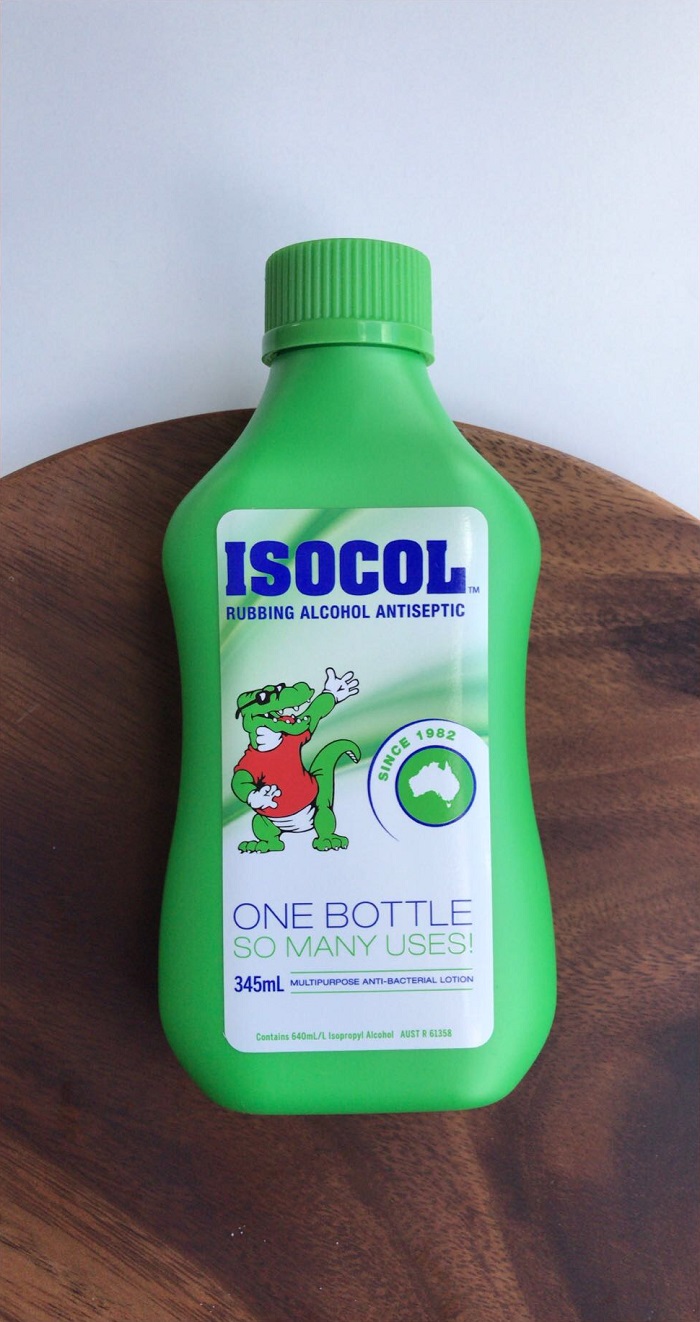 ISOCOL™
RUBBING ALCOHOL ANTISEPTIC
SINCE 1982
ONE BOTTLE
SO MANY USES!
345mL MULTIPURPOSE ANTI-BACTERIAL LOTION
Contains 640mL/L Isopropyl Alcohol AUST R 61358